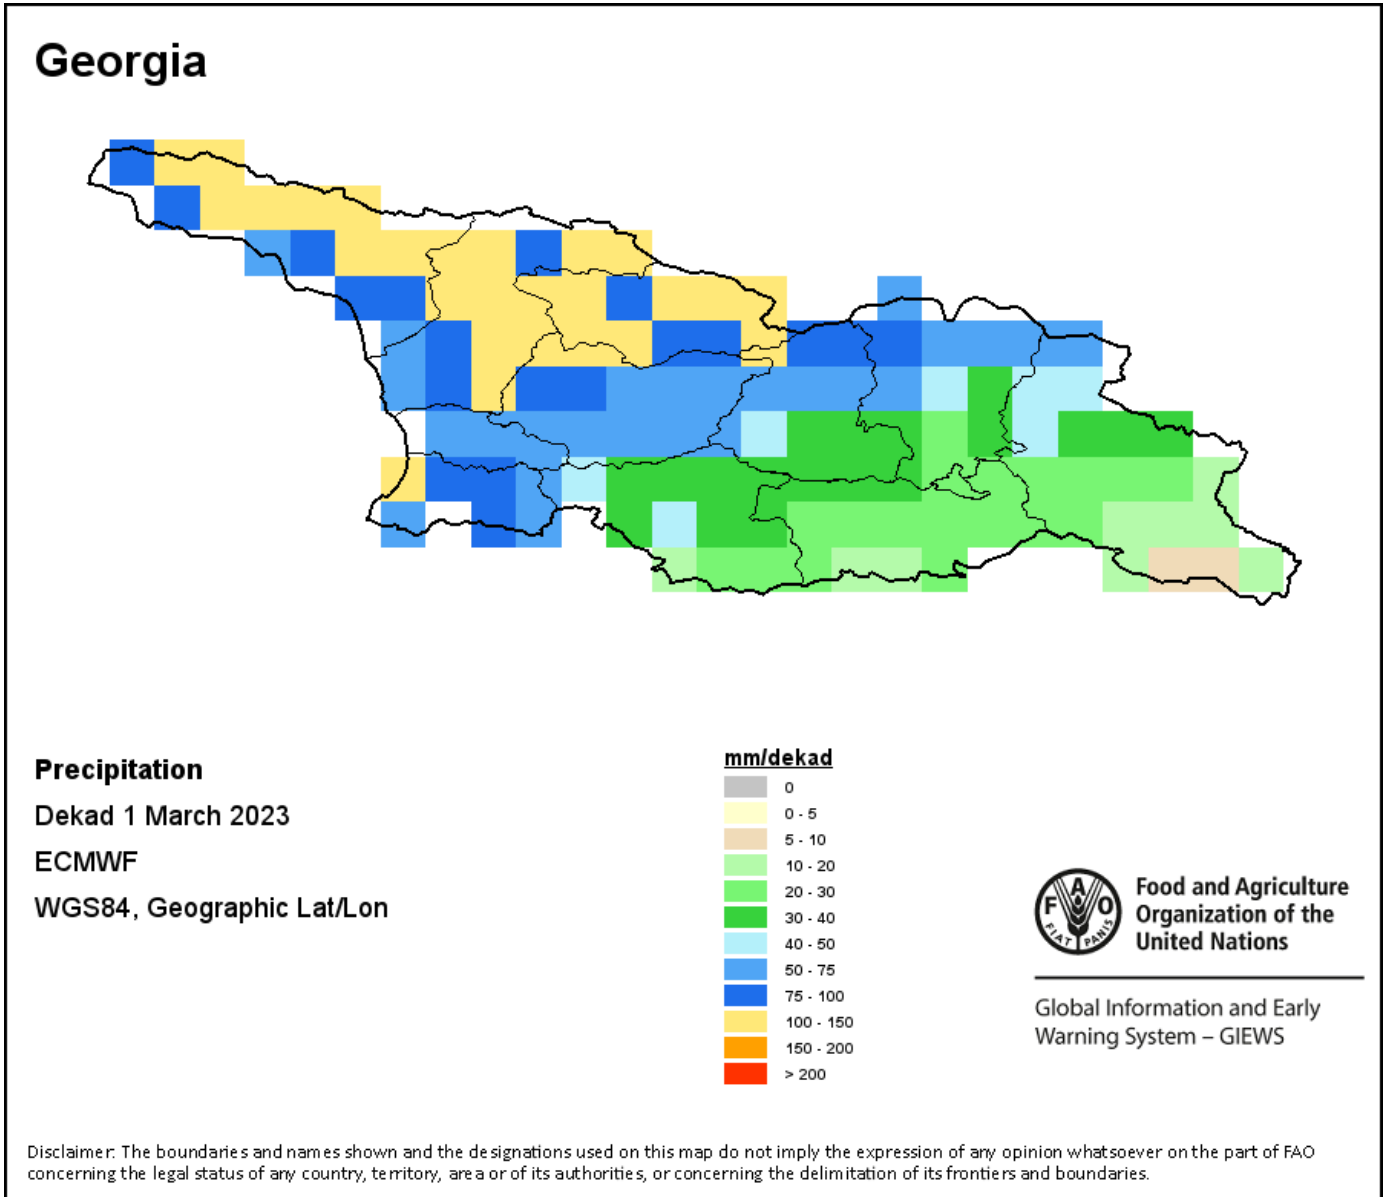 Georgia
Precipitation
Dekad 1 March 2023
ECMWF
WGS84, Geographic Lat/Lon
mm/dekad
0
0 - 5
5 - 10
10 - 20
20 - 30
30 - 40
40 - 50
50 - 75
75 - 100
100 - 150
150 - 200
> 200
F A O
FIAT PANIS
Food and Agriculture
Organization of the
United Nations
Global Information and Early
Warning System – GIEWS
Disclaimer: The boundaries and names shown and the designations used on this map do not imply the expression of any opinion whatsoever on the part of FAO
concerning the legal status of any country, territory, area or of its authorities, or concerning the delimitation of its frontiers and boundaries.